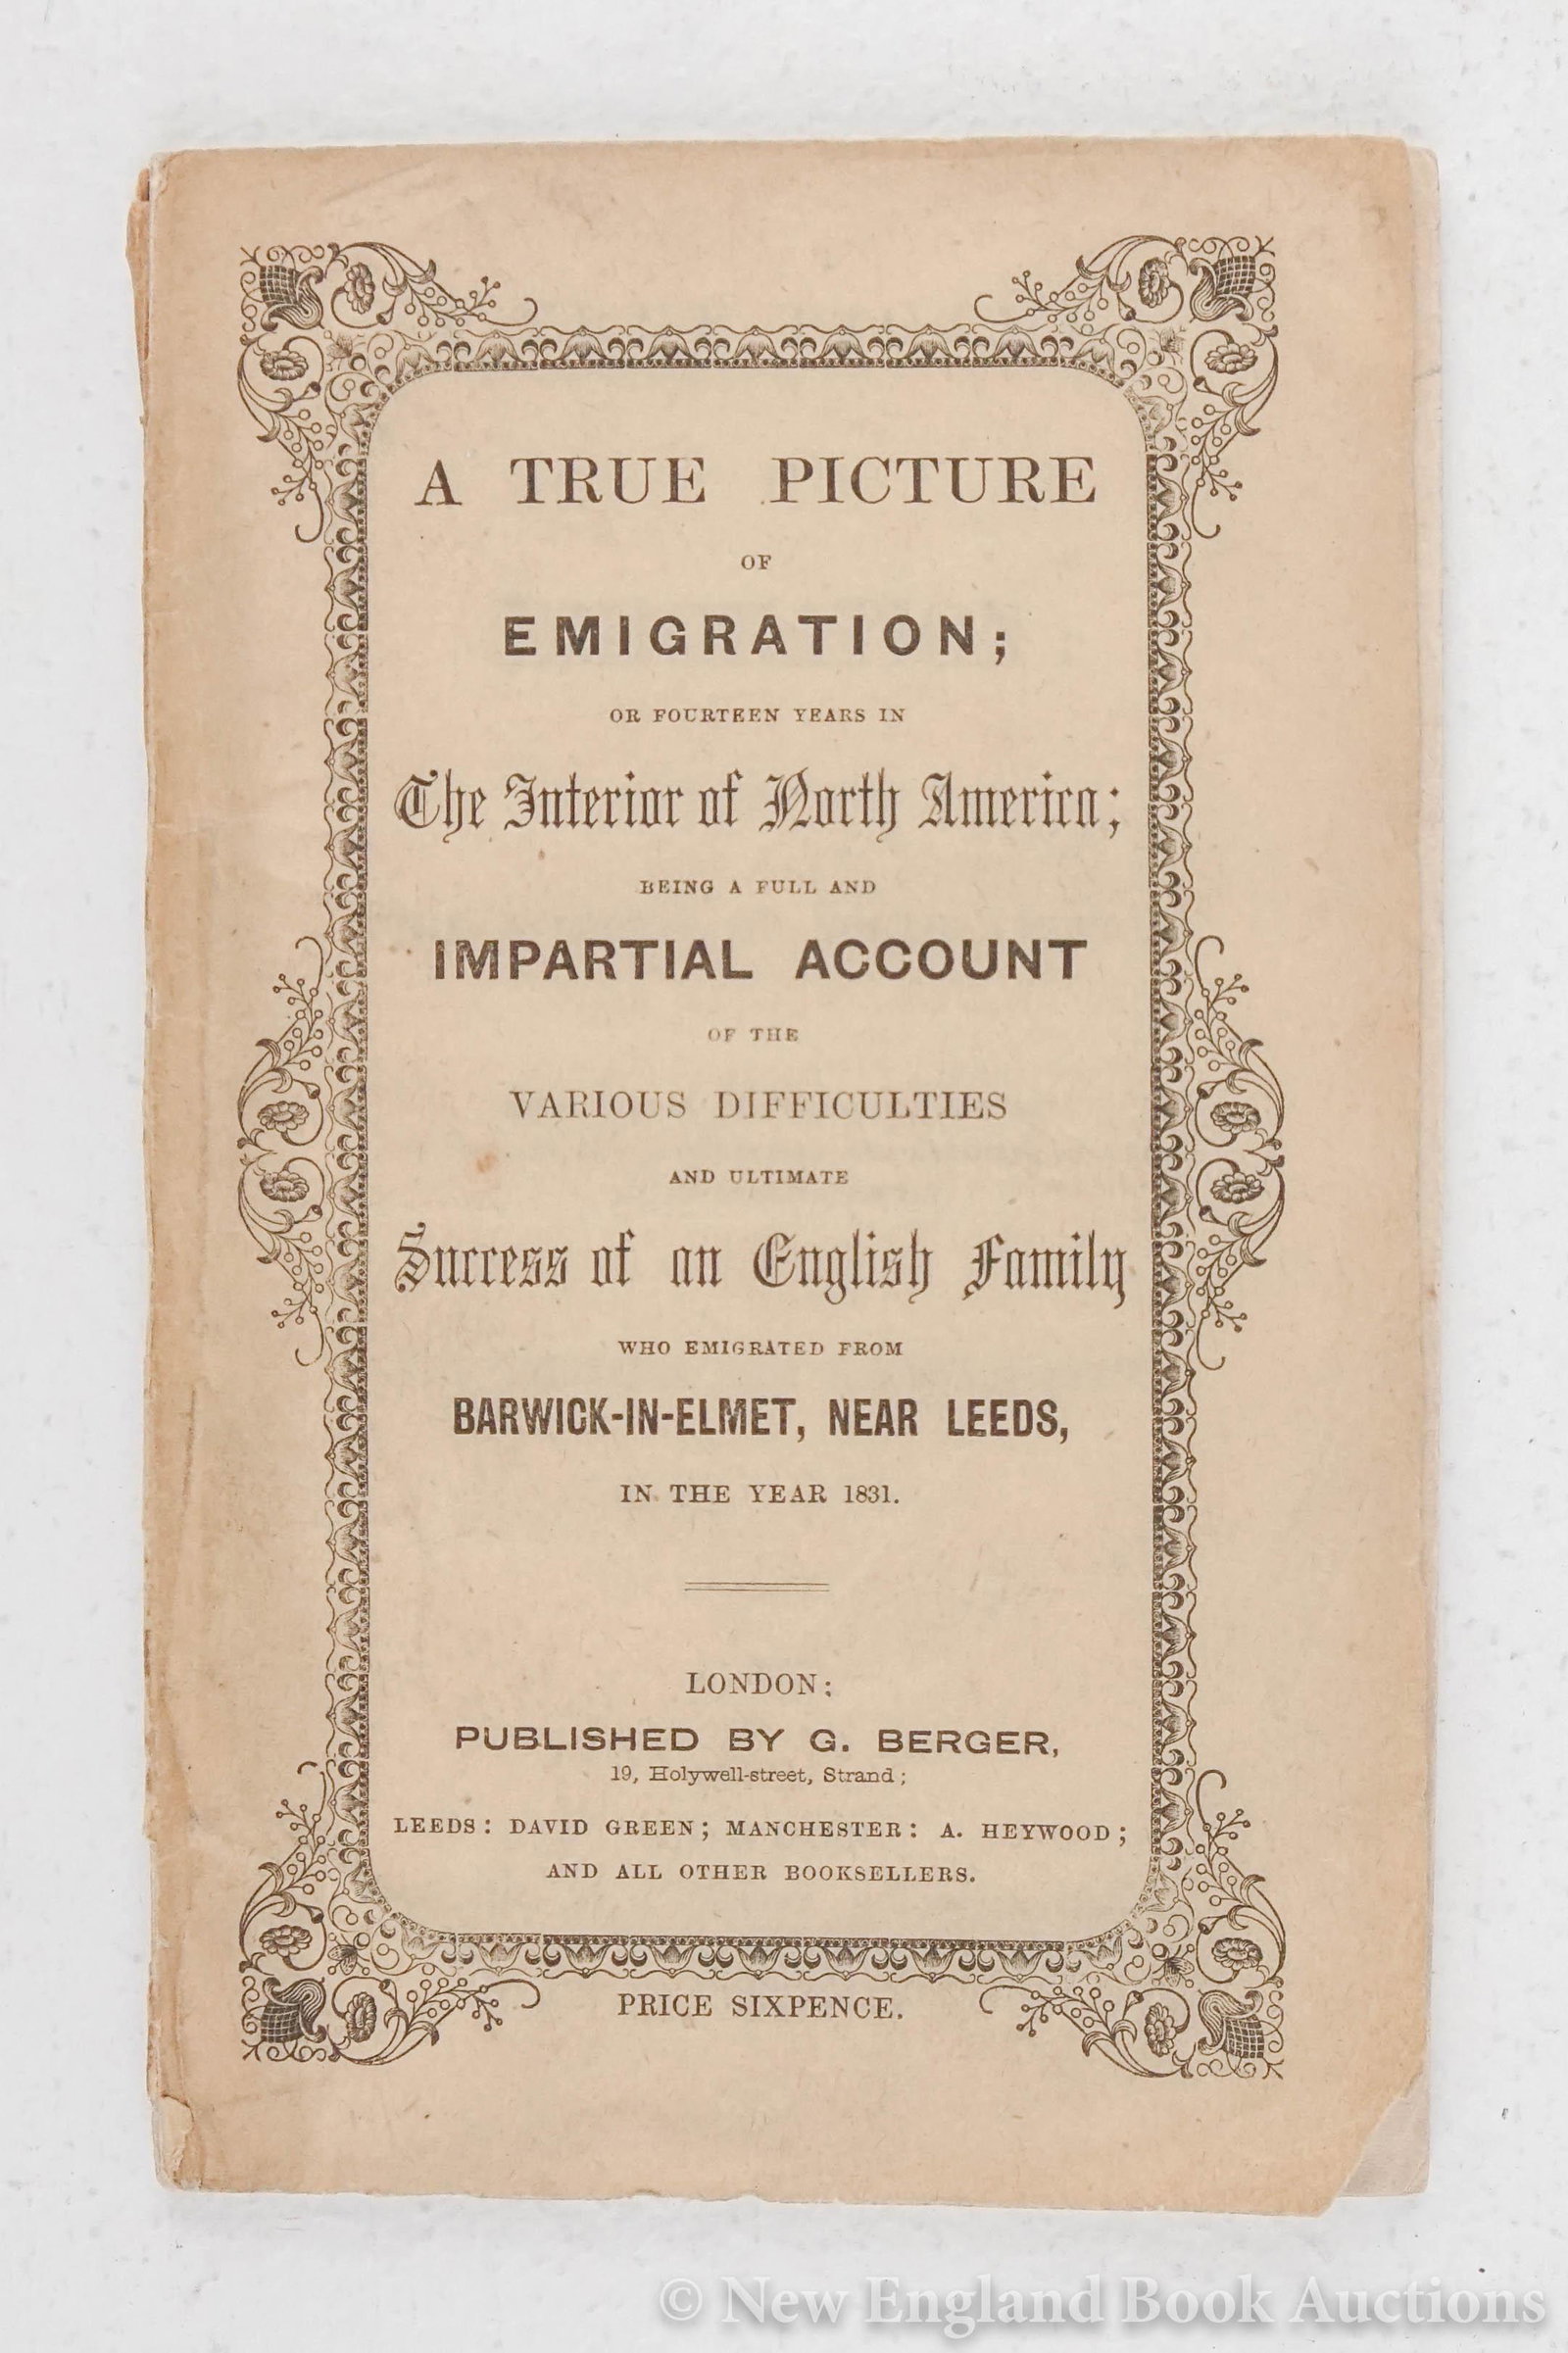 A TRUE PICTURE
OF
EMIGRATION;
OR FOURTEEN YEARS IN
The Interior of North America;
BEING A FULL AND
IMPARTIAL ACCOUNT
OF THE
VARIOUS DIFFICULTIES
AND ULTIMATE
Success of an English Family
WHO EMIGRATED FROM
BARWICK-IN-ELMET, NEAR LEEDS,
IN THE YEAR 1831.
LONDON:
PUBLISHED BY G. BERGER,
19, Holywell-street, Strand;
LEEDS: DAVID GREEN; MANCHESTER: A. HEYWOOD;
AND ALL OTHER BOOKSELLERS.
PRICE SIXPENCE.
© New England Book Auctions